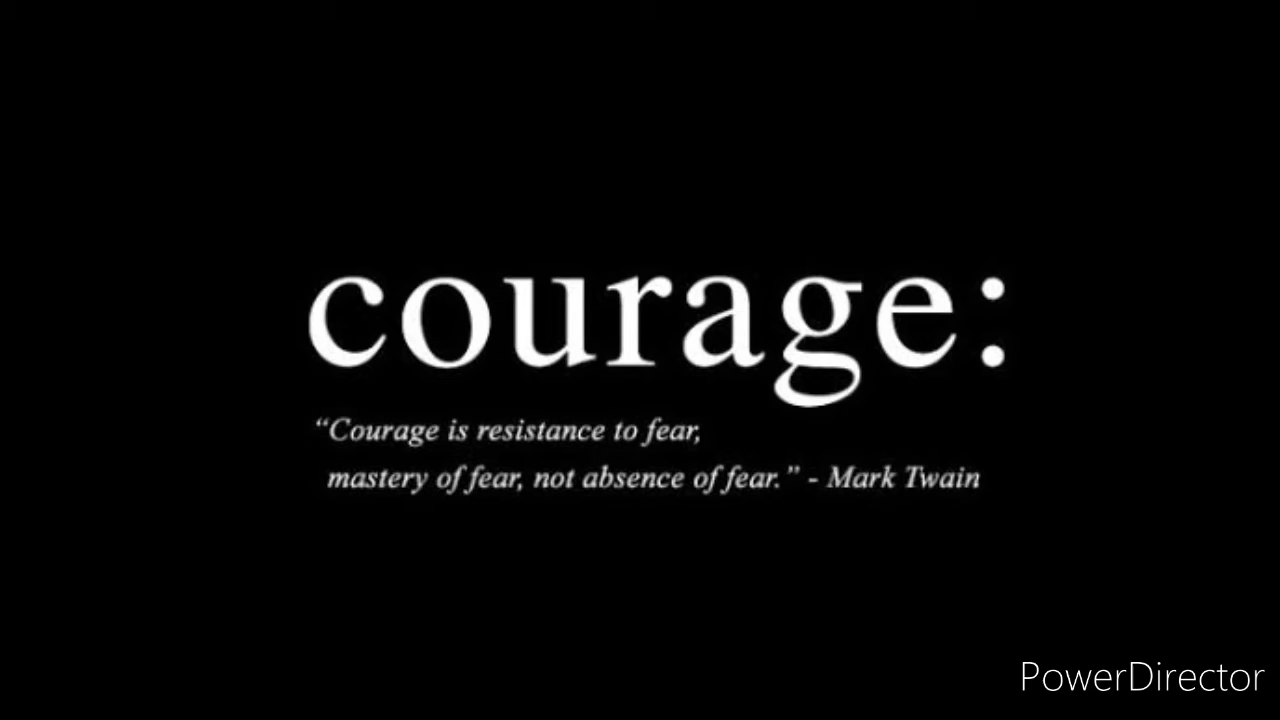 courage:
“Courage is resistance to fear,
mastery of fear, not absence of fear.” - Mark Twain
PowerDirector